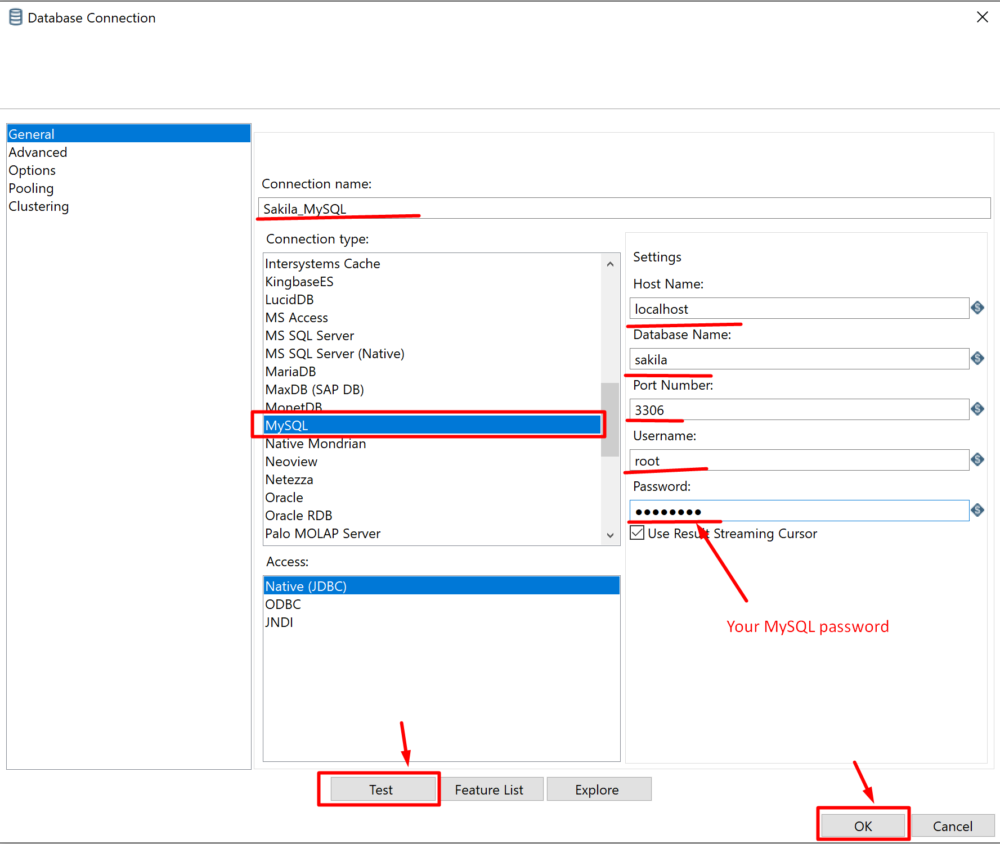 Database Connection
General
Advanced
Options
Pooling
Clustering
Connection name:
Sakila_MySQL
Connection type:
Intersystems Cache
KingbaseES
LucidDB
MS Access
MS SQL Server
MS SQL Server (Native)
MariaDB
MaxDB (SAP DB)
MonetDB
MySQL
Native Mondrian
Neoview
Netezza
Oracle
Oracle RDB
Palo MOLAP Server
Access:
Native (JDBC)
ODBC
JNDI
Settings
Host Name:
localhost
Database Name:
sakila
Port Number:
3306
Username:
root
Password:
●●●●●●●●
Use Result Streaming Cursor
Your MySQL password
Test
Feature List
Explore
OK
Cancel